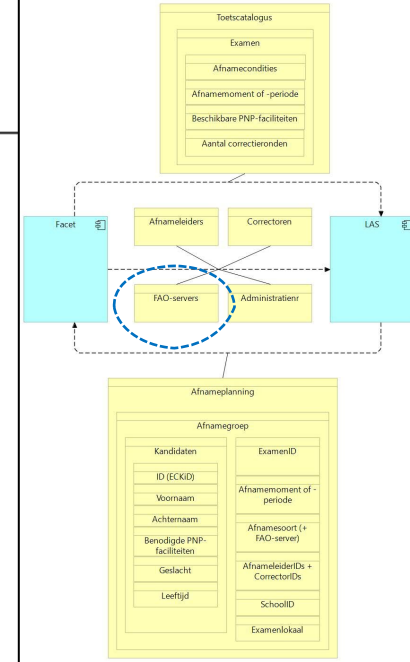 Toetscatalogus
Examen
Afnamecondities
Afnamemoment of -periode
Beschikbare PNP-faciliteiten
Aantal correctieronden
Facet
Afnameleiders
Correctoren
LAS
FAO-servers
Administratienr
Afnameplanning
Afnamegroep
Kandidaten
ID (ECKiD)
Voornaam
Achternaam
Benodigde PNP-
faciliteiten
Geslacht
Leeftijd
ExamenID
Afnamemoment of -
periode
Afnamesoort (+
FAO-server)
AfnameleiderIDs +
CorrectorIDs
SchoolID
Examenlokaal